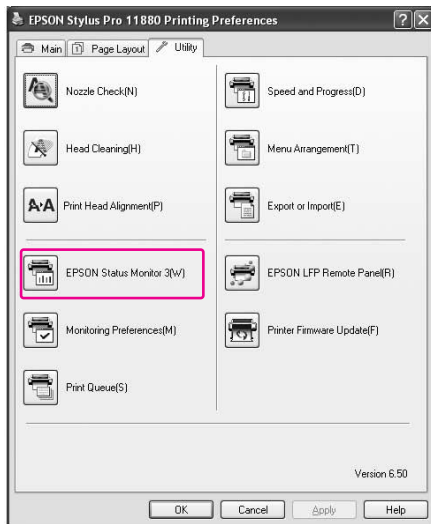 EPSON Stylus Pro 11880 Printing Preferences
Main Page Layout Utility
Nozzle Check(N)
Speed and Progress(D)
Head Cleaning(H)
Menu Arrangement(T)
Print Head Alignment(P)
Export or Import(E)
EPSON Status Monitor 3(W)
EPSON LFP Remote Panel(R)
Monitoring Preferences(M)
Printer Firmware Update(F)
Print Queue(S)
Version 6.50
OK Cancel Apply Help